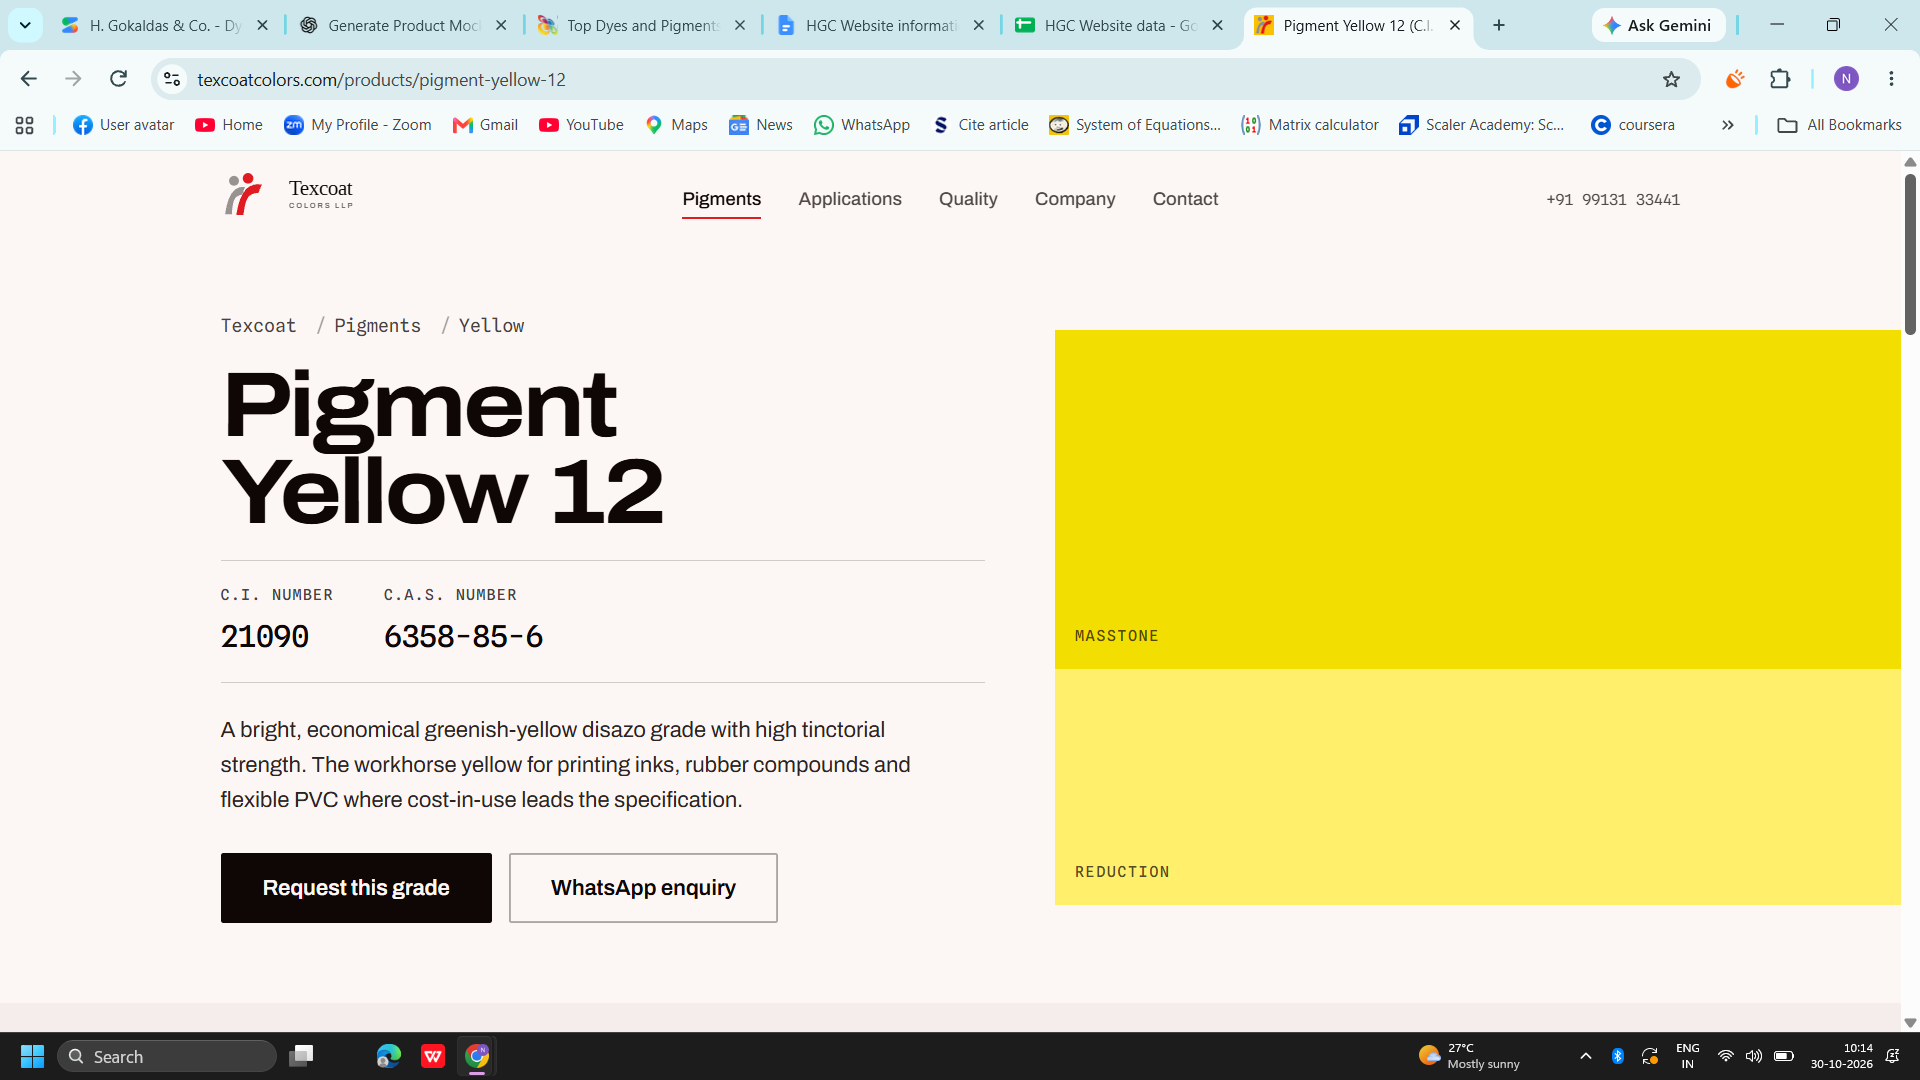 H. Gokaldas & Co. - Dy
Generate Product Moc
Top Dyes and Pigments
HGC Website informati
HGC Website data - Go
Pigment Yellow 12 (C.I.
Ask Gemini
texcoatcolors.com/products/pigment-yellow-12
N
User avatar
Home
My Profile - Zoom
Gmail
YouTube
Maps
News
WhatsApp
Cite article
System of Equations...
Matrix calculator
Scaler Academy: Sc...
coursera
All Bookmarks
Texcoat
COLORS LLP
Pigments
Applications
Quality
Company
Contact
+91 99131 33441
Texcoat / Pigments / Yellow
Pigment
Yellow 12
C.I. NUMBER
21090
C.A.S. NUMBER
6358-85-6
A bright, economical greenish-yellow disazo grade with high tinctorial
strength. The workhorse yellow for printing inks, rubber compounds and
flexible PVC where cost-in-use leads the specification.
Request this grade
WhatsApp enquiry
MASSTONE
REDUCTION
Search
27°C
Mostly sunny
ENG
IN
10:14
30-10-2026